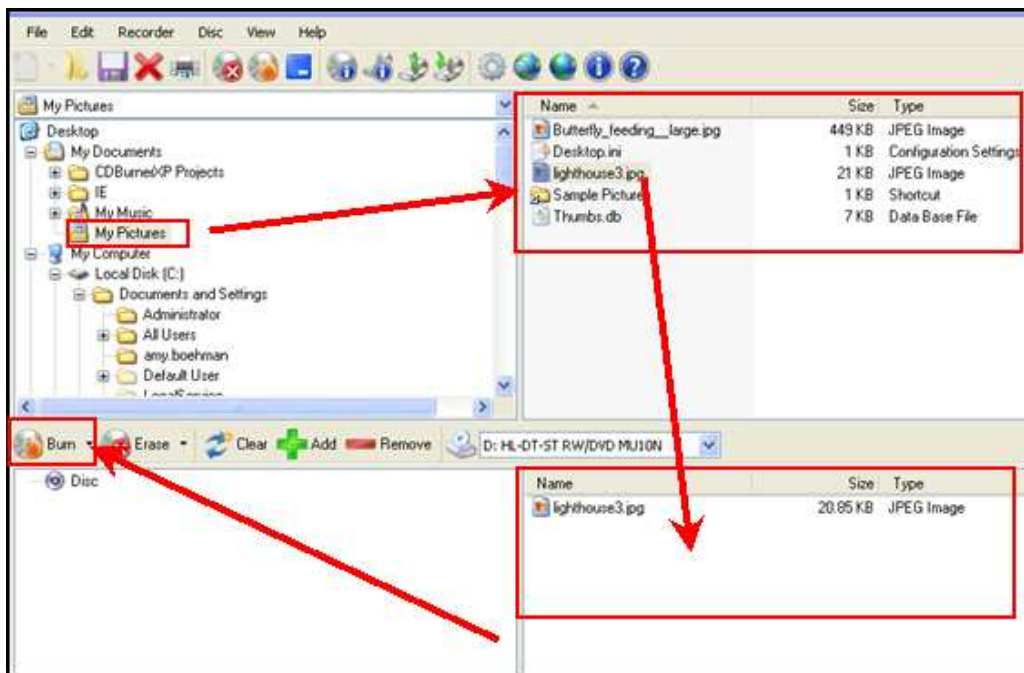 File Edit Recorder Disc View Help
My Pictures
Desktop
My Documents
CDBurnerXP Projects
IE
My Music
My Pictures
My Computer
Local Disk (C:)
Documents and Settings
Administrator
All Users
amy.boehman
Default User
LocalService
Name Size Type
Butterfly_feeding__large.jpg 449 KB JPEG Image
Desktop.ini 1 KB Configuration Settings
lighthouse3.jpg 21 KB JPEG Image
Sample Picture 1 KB Shortcut
Thumbs.db 7 KB Data Base File
Burn Erase Clear Add Remove D: HL-DT-ST RW/DVD MU10N
Disc
Name Size Type
lighthouse3.jpg 20.85 KB JPEG Image